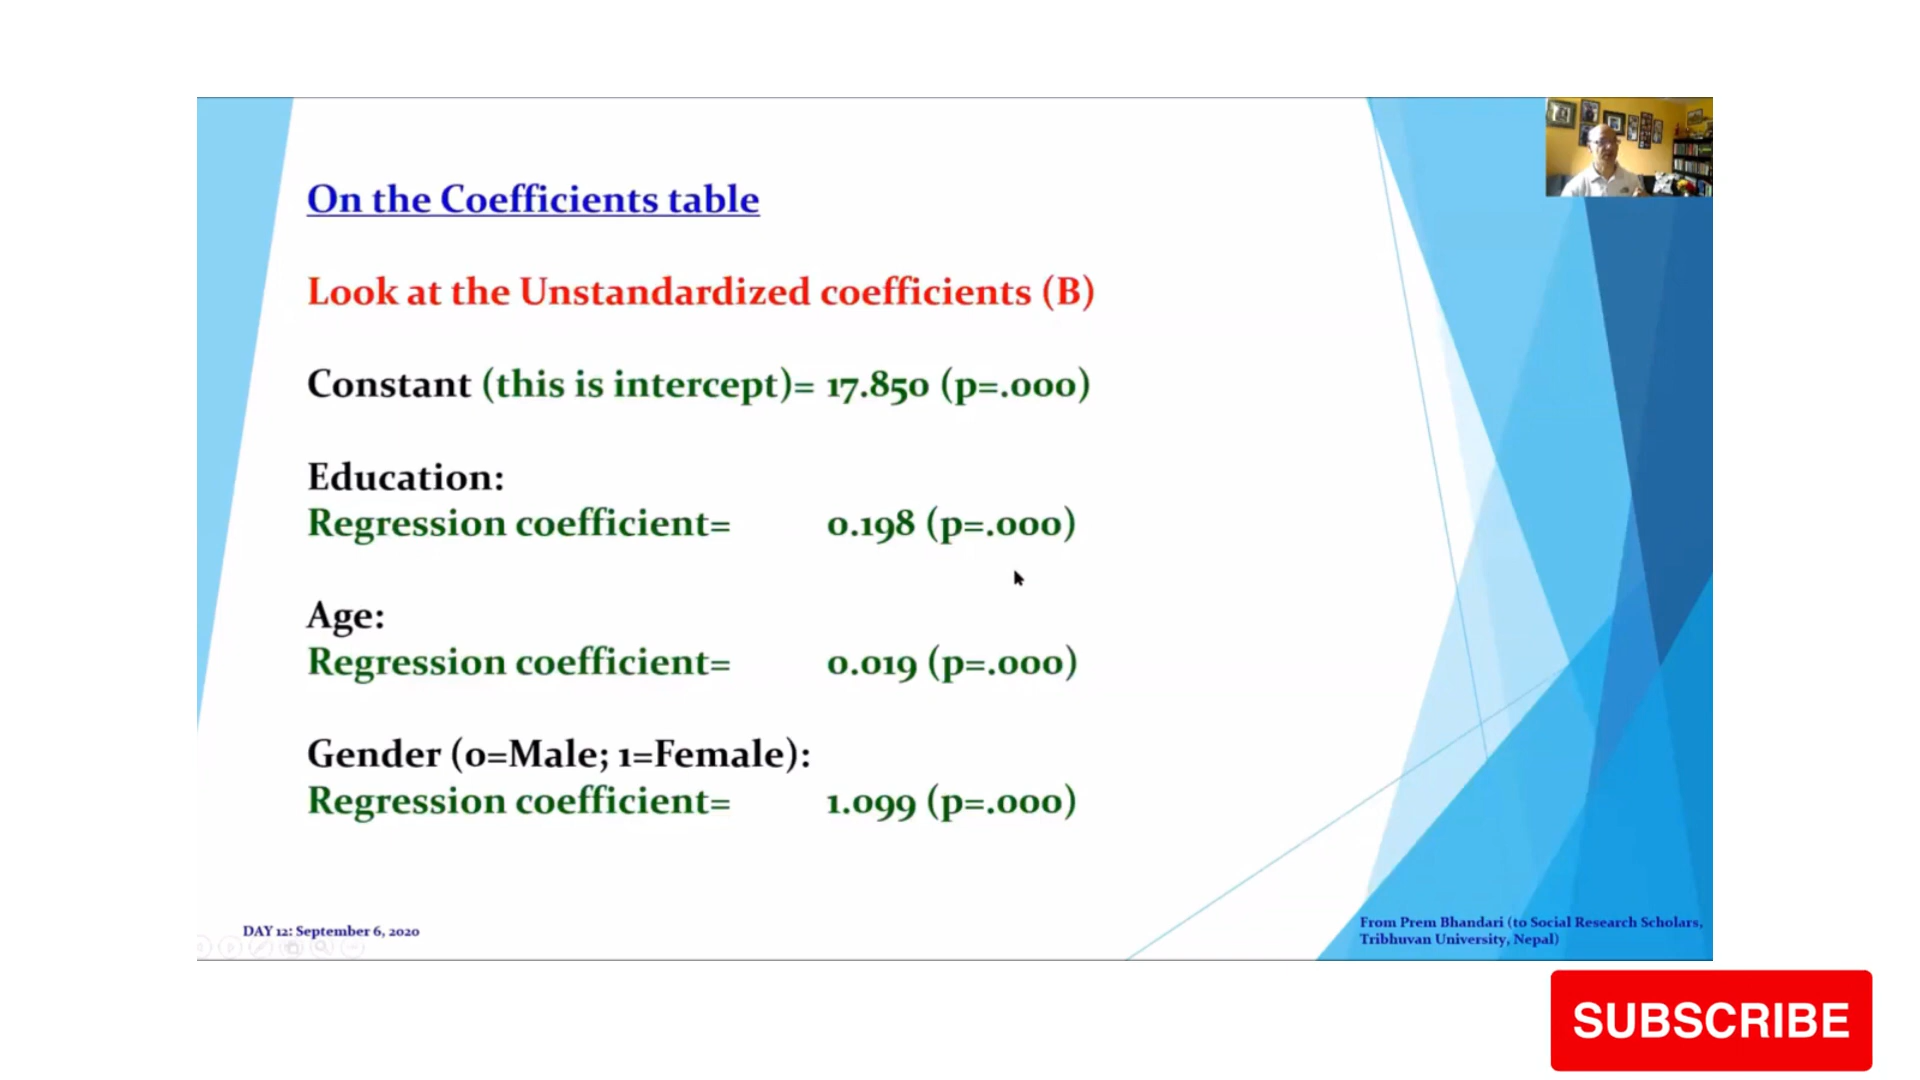 On the Coefficients table
Look at the Unstandardized coefficients (B)
Constant (this is intercept)= 17.850 (p=.000)
Education:
Regression coefficient= 0.198 (p=.000)
Age:
Regression coefficient= 0.019 (p=.000)
Gender (0=Male; 1=Female):
Regression coefficient= 1.099 (p=.000)
DAY 12: September 6, 2020
From Prem Bhandari (to Social Research Scholars,
Tribhuvan University, Nepal)
SUBSCRIBE